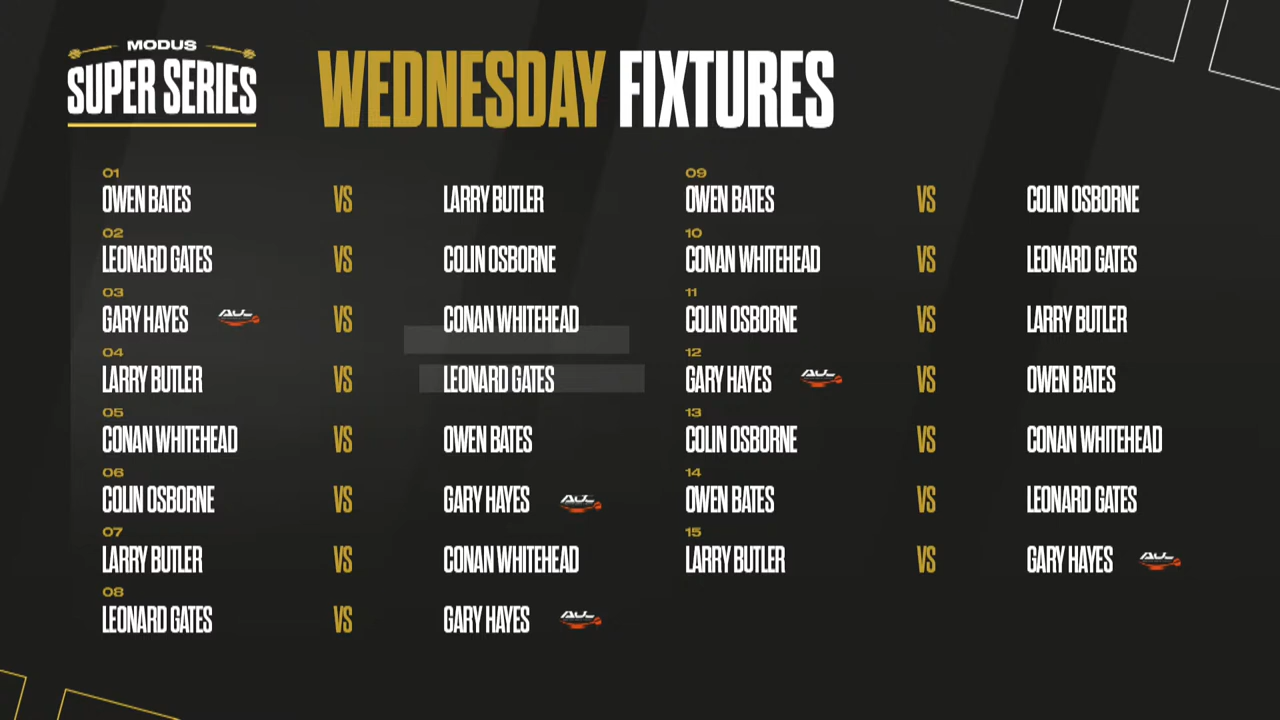 MODUS
SUPER SERIES
WEDNESDAY FIXTURES
01
OWEN BATES VS LARRY BUTLER
02
LEONARD GATES VS COLIN OSBORNE
03
GARY HAYES VS CONAN WHITEHEAD
04
LARRY BUTLER VS LEONARD GATES
05
CONAN WHITEHEAD VS OWEN BATES
06
COLIN OSBORNE VS GARY HAYES
07
LARRY BUTLER VS CONAN WHITEHEAD
08
LEONARD GATES VS GARY HAYES
09
OWEN BATES VS COLIN OSBORNE
10
CONAN WHITEHEAD VS LEONARD GATES
11
COLIN OSBORNE VS LARRY BUTLER
12
GARY HAYES VS OWEN BATES
13
COLIN OSBORNE VS CONAN WHITEHEAD
14
OWEN BATES VS LEONARD GATES
15
LARRY BUTLER VS GARY HAYES